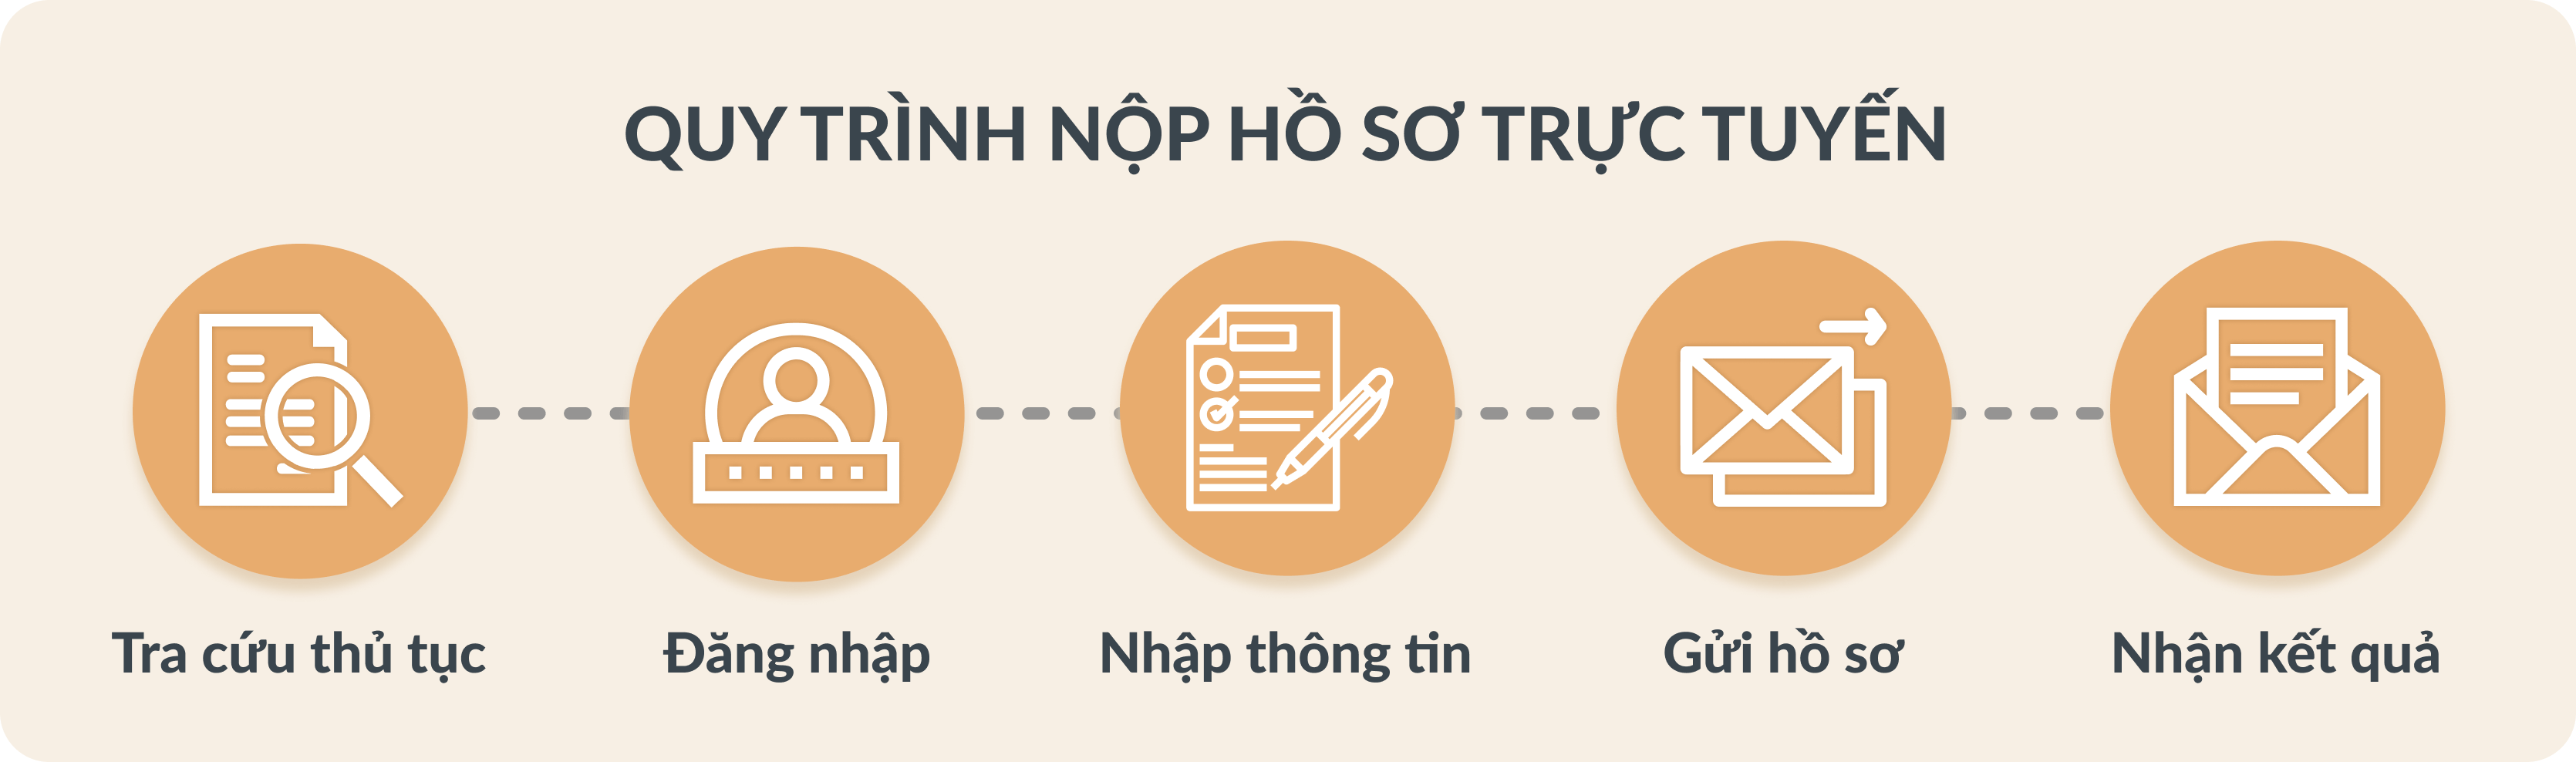 QUY TRÌNH NỘP HỒ SƠ TRỰC TUYẾN
Tra cứu thủ tục
Đăng nhập
Nhập thông tin
Gửi hồ sơ
Nhận kết quả